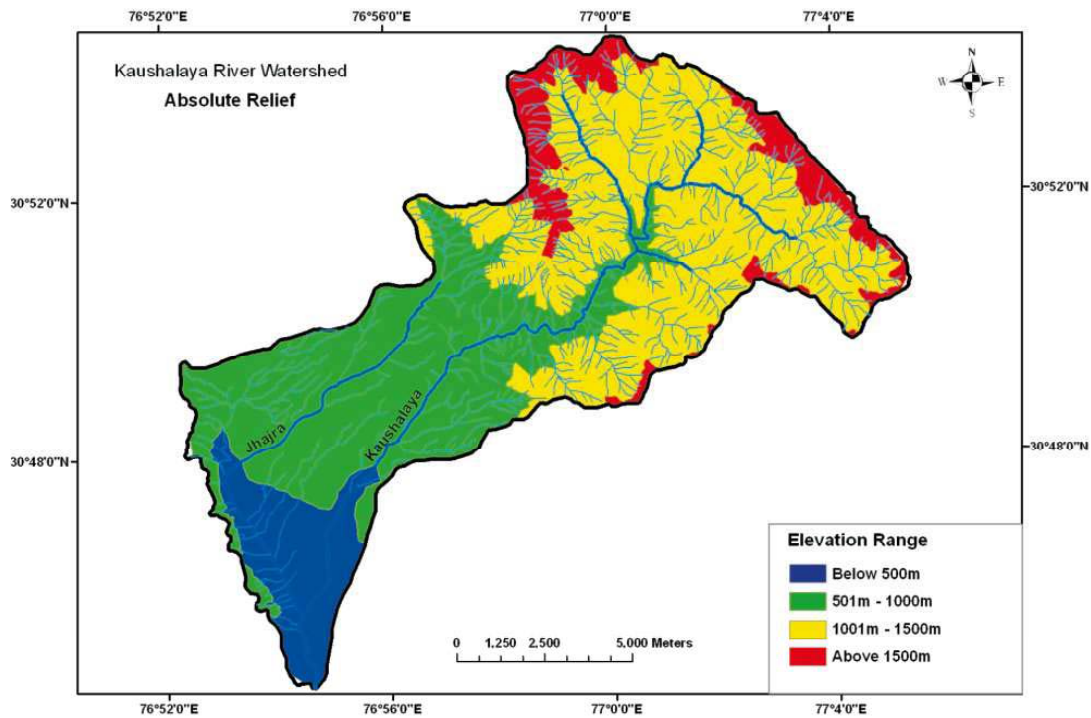 76°52'0"E 76°56'0"E 77°0'0"E 77°4'0"E
Kaushalaya River Watershed
Absolute Relief
N
W E
S
30°52'0"N 30°52'0"N
Jhajra
Kaushalaya
30°48'0"N 30°48'0"N
Elevation Range
Below 500m
501m - 1000m
1001m - 1500m
Above 1500m
0 1,250 2,500 5,000 Meters
76°52'0"E 76°56'0"E 77°0'0"E 77°4'0"E